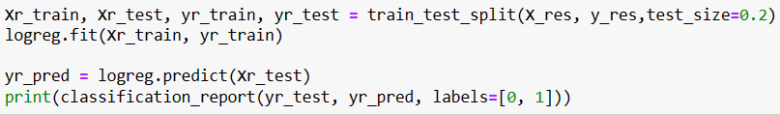 Xr_train, Xr_test, yr_train, yr_test = train_test_split(X_res, y_res,test_size=0.2)
logreg.fit(Xr_train, yr_train)
yr_pred = logreg.predict(Xr_test)
print(classification_report(yr_test, yr_pred, labels=[0, 1]))